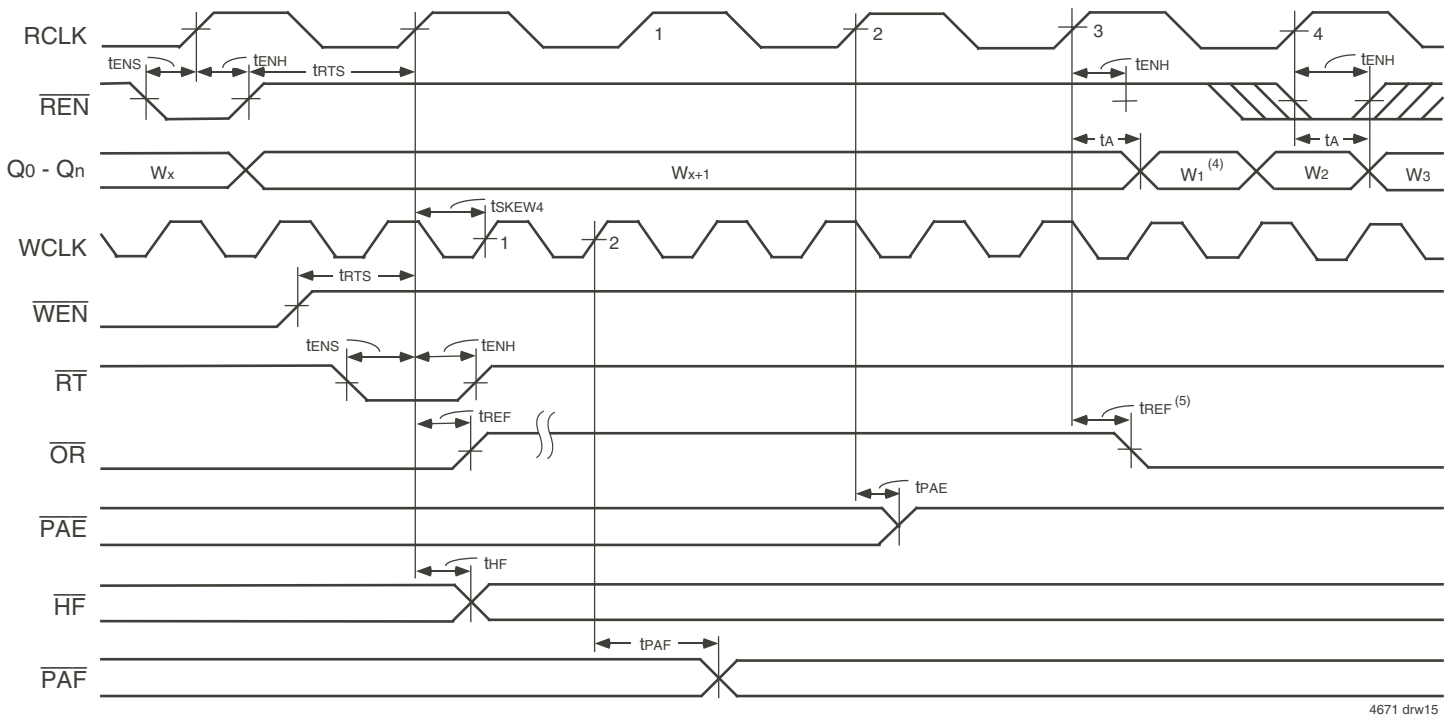 RCLK 1 2 3 4
tENS tENH tRTS tENH tENH
REN
tA tA
Q0 - Qn Wx Wx+1 W1 (4) W2 W3
tSKEW4
WCLK 1 2
tRTS
WEN
tENS tENH
RT
tREF tREF (5)
OR
tPAE
PAE
tHF
HF
tPAF
PAF
4671 drw15